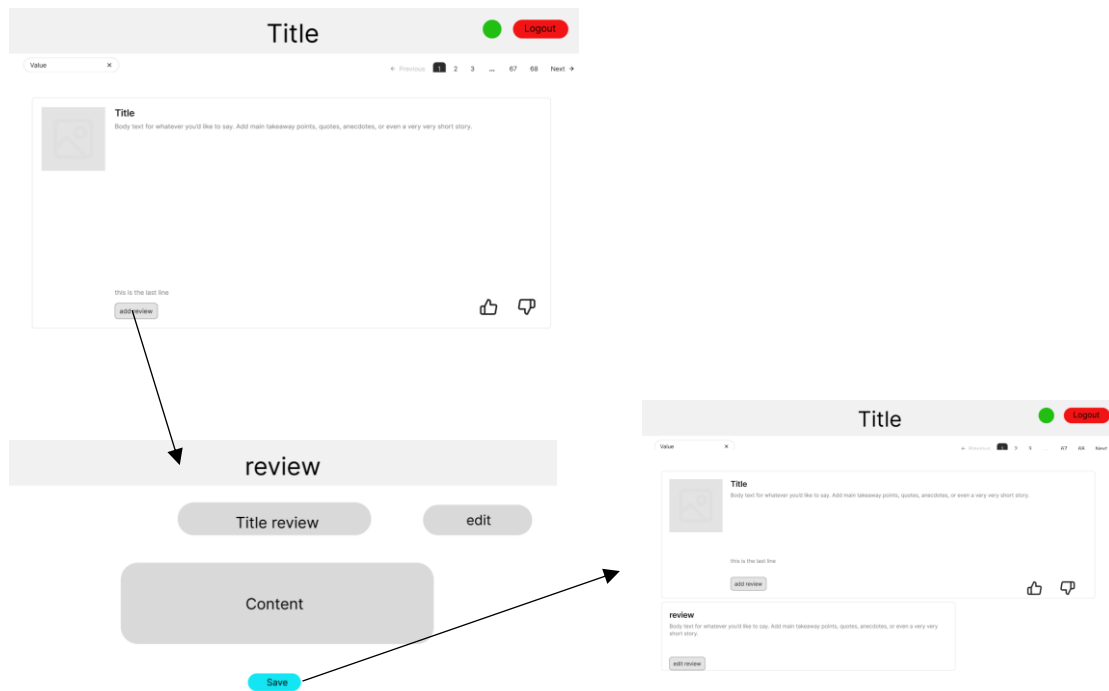 Title
Logout
Value ×
← Previous 1 2 3 ... 67 68 Next →
Title
Body text for whatever you'd like to say. Add main takeaway points, quotes, anecdotes, or even a very very short story.
this is the last line
add review
review
Title review
edit
Content
Save
Title
Logout
Value ×
← Previous 1 2 3 ... 67 68 Next
Title
Body text for whatever you'd like to say. Add main takeaway points, quotes, anecdotes, or even a very very short story.
this is the last line
add review
review
Body text for whatever you'd like to say. Add main takeaway points, quotes, anecdotes, or even a very very
short story.
edit review